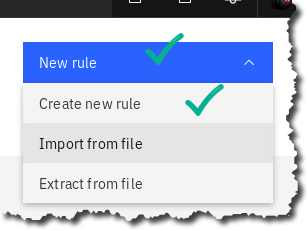 New rule
Create new rule
Import from file
Extract from file